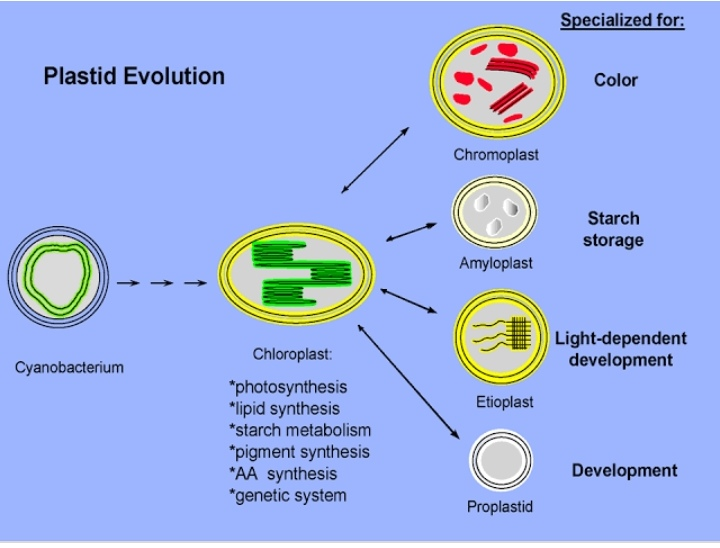 Specialized for:
Plastid Evolution
Color
Chromoplast
Starch
storage
Amyloplast
Light-dependent
development
Cyanobacterium
Chloroplast:
Etioplast
*photosynthesis
*lipid synthesis
*starch metabolism
*pigment synthesis
*AA synthesis
*genetic system
Development
Proplastid